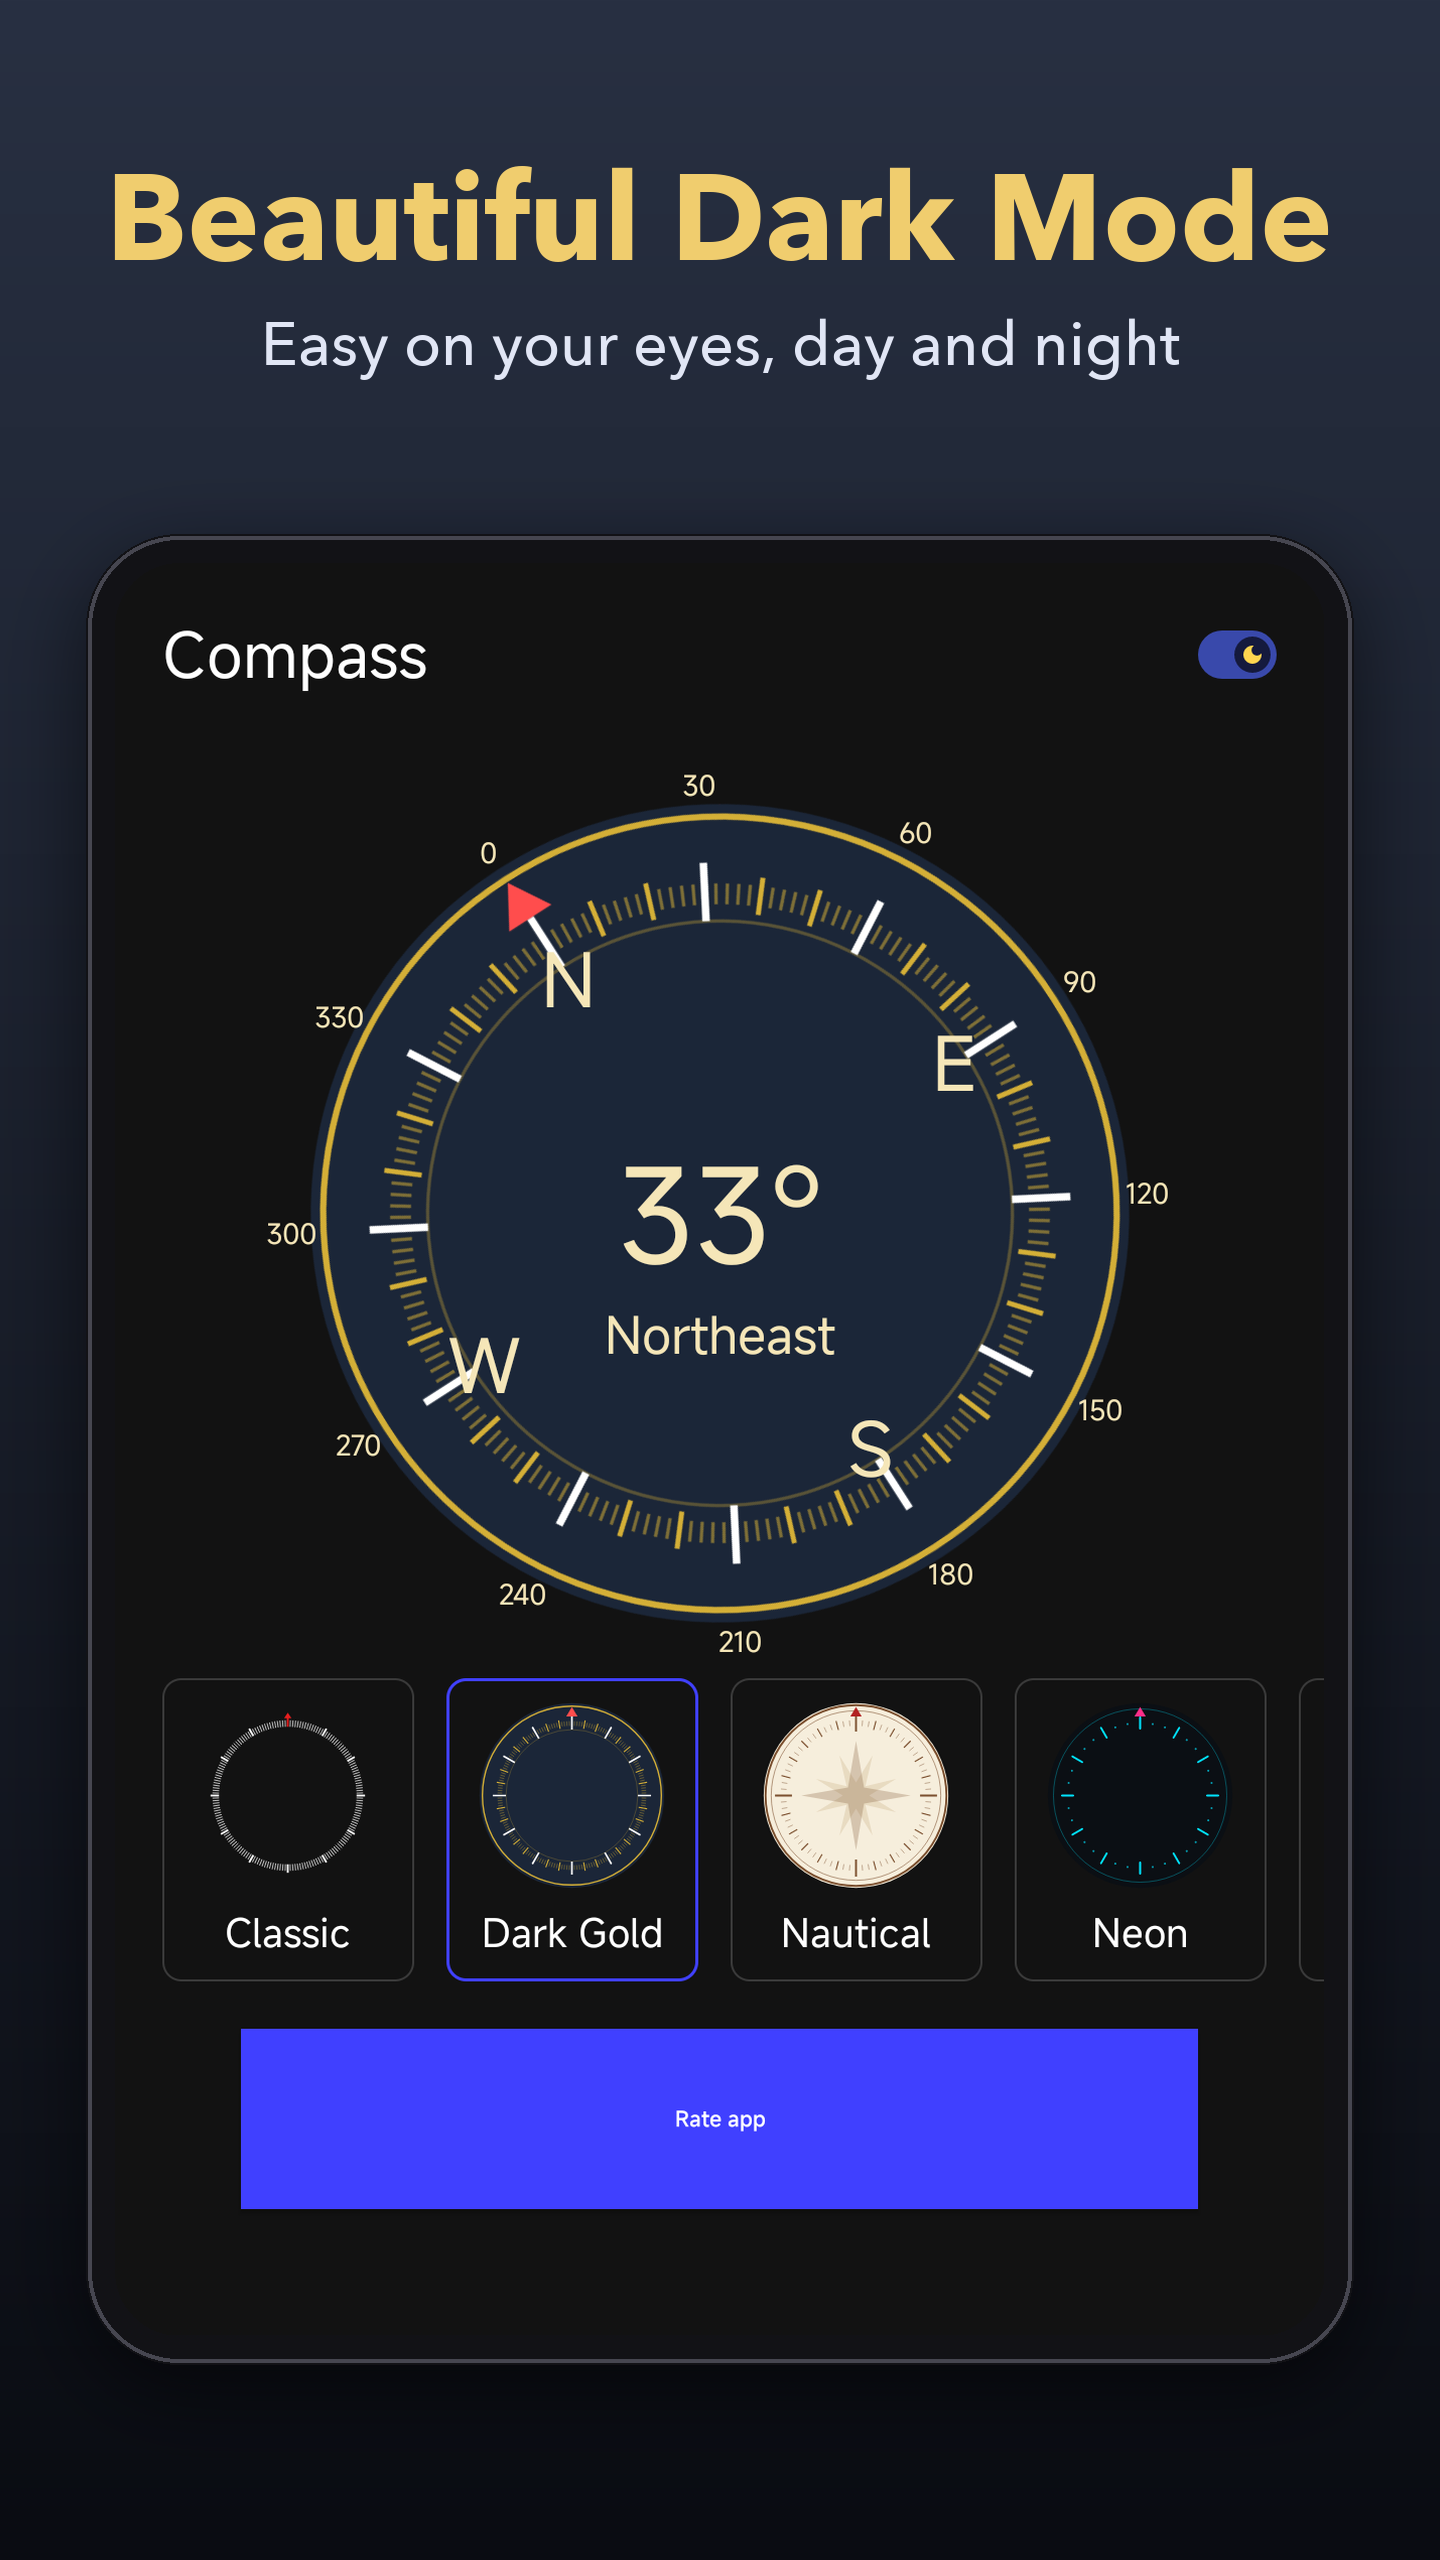 Beautiful Dark Mode
Easy on your eyes, day and night
Compass
30
0
60
N
90
330
E
33°
120
300
Northeast
W
150
270
S
180
240
210
Classic
Dark Gold
Nautical
Neon
Rate app